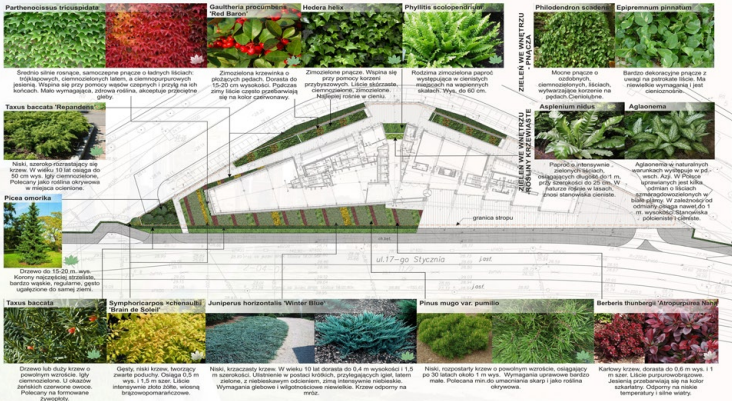 Parthenocissus tricuspidata
Średnio silnie rosnące, samoczepne pnącze o ładnych liściach:
trójklapowych, ciemnozielonych latem, a ciemnopurpurowych
jesienią. Wspina się przy pomocy wąsów czepnych i przylg na ich
końcach. Mało wymagająca, zdrowa roślina, akceptuje przecięne
gleby.
Gaultheria procumbens
'Red Baron'
Zimozielona krzewinka o
płożących pędach. Dorasta do
15-20 cm wysokości. Podczas
zimy liście często przebarwiają
się na kolor czerwonawy.
Hedera helix
Zimozielone pnącze. Wspina się
przy pomocy korzeni
przybyszowych. Liście skórzaste,
ciemnozielone, zimozielone.
Najlepiej rośnie w cieniu.
Phyllitis scolopendrium
Rodzima zimozielona paproć
występująca w cienistych
miejscach na wapiennych
skałach. Wys. do 60 cm.
ZIELEŃ WE WNĘTRZU
- PNĄCZA
Philodendron scadens
Mocne pnącze o
ozdobnych,
ciemnozielonych, liściach,
wytwarzające korzenie na
pędach.Cieniolubne.
Epipremnum pinnatum
Bardzo dekoracyjne pnącze z
uwagi na patrokate liście. Ma
niewielkie wymagania i jest
cienioznośnie.
Taxus baccata 'Repondens'
Niski, szeroko rozrastający się
krzew. W wieku 10 lat osiąga do
50 cm wys. Igły ciemnozielone,
Polecany jako roślina okrywowa
w miejsca ocienione.
ZIELEŃ WE WNĘTRZU
- ROŚLINY KRZEWIASTE
Asplenium nidus
Paproć o intensywnie
zielonych liściach,
osiągających długość do1 m,
przy szerokości do 25 cm. W
naturze rośnie w lasach,
znosi stanowiska cieniste.
Aglaonema
Aglaonema w naturalnych
warunkach występuje w pd.-
wsch. Azji. W Polsce
uprawianych jest kilka
odmian o liściach
szmaragdowozielonych w
białe plamy. W zależności od
odmiany osiąga nawet do 1
m. wysokości.Stanowiska
półcieniste i cieniste.
Picea omorika
Drzewo do 15-20 m. wys.
Korony najczęściej strzeliste,
bardzo wąskie, regularne, gęsto
ugałęzione do samej ziemi.
granica stropu
ul.17-go Stycznia
jast
jast
Taxus baccata
Drzewo lub duży krzew o
powolnym wzroście. Igły
ciemnozielone. U okazów
żeńskich czerwone owoce.
Polecany na formowane
żywopłoty.
Symphoricarpos ×chenaultii
'Brain de Soleil'
Gęsty, niski krzew, tworzący
zwarte poduchy. Osiąga 0,5 m
wys. i 1,5 m szer. Liście
intensywnie złoto żółte, wiosną
brązowopomarańczowe.
Juniperus horizontalis 'Winter Blue'
Niski, krzaczasty krzew. W wieku 10 lat dorasta do 0,4 m wysokości i 1,5
m szerokości. Ulistnienie w postaci krótkich, przylegających igieł, latem
zielone, z niebieskawym odcieniem, zimą intensywnie niebieskie.
Wymagania glebowe i wilgotościowe niewielkie. Krzew odporny na
mróz.
Pinus mugo var. pumilio
Niski, rozpostarty krzew o powolnym wzroście, osiągający
po 30 latach około 1 m wys. Wymagania uprawowe bardzo
małe. Polecana min.do umacniania skarp i jako roślina
okrywowa.
Berberis thunbergii 'Atropurpurea Nana'
Karłowy krzew, dorasta do 0,6 m wys. i 1
m szer. Liście purpurowobrązowe.
Jesienią przebarwiają się na kolor
szkarłatny. Odporny na niskie
temperatury i silne wiatry.